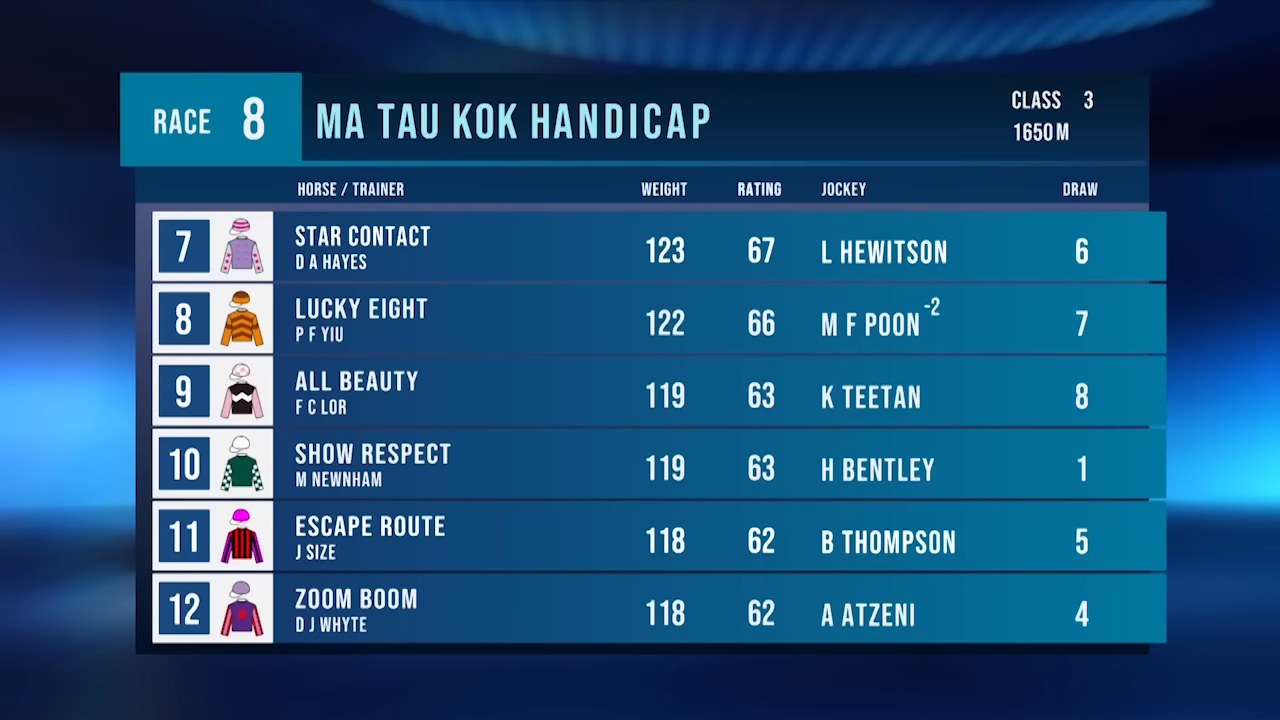 RACE 8 MA TAU KOK HANDICAP
CLASS 3
1650 M
HORSE / TRAINER WEIGHT RATING JOCKEY DRAW
7 STAR CONTACT 123 67 L HEWITSON 6
D A HAYES
8 LUCKY EIGHT 122 66 M F POON -2 7
P F YIU
9 ALL BEAUTY 119 63 K TEETAN 8
F C LOR
10 SHOW RESPECT 119 63 H BENTLEY 1
M NEWNHAM
11 ESCAPE ROUTE 118 62 B THOMPSON 5
J SIZE
12 ZOOM BOOM 118 62 A ATZENI 4
D J WHYTE